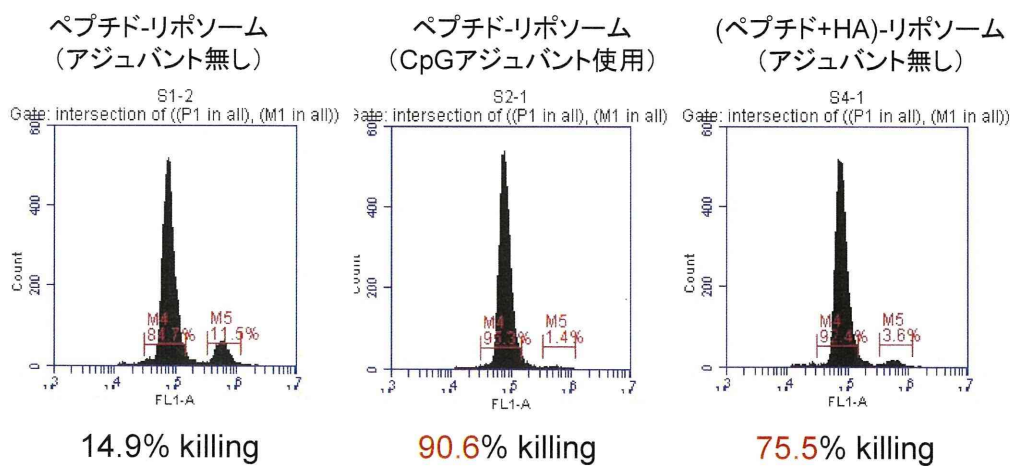 ペプチド-リポソーム
（アジュバント無し）
S1-2
Gate: intersection of ((P1 in all), (M1 in all))
600
400
200
0
Count
M4
M5
11.5%
FL1-A
14.9% killing
ペプチド-リポソーム
（CpGアジュバント使用）
S2-1
Gate: intersection of ((P1 in all), (M1 in all)
600
400
200
0
Count
M4
95.3%
M5
1.4%
FL1-A
90.6% killing
(ペプチド+HA)-リポソーム
（アジュバント無し）
S4-1
Gate: intersection of ((P1 in all), (M1 in all))
600
400
200
0
Count
M4
92.4%
M5
3.6%
FL1-A
75.5% killing